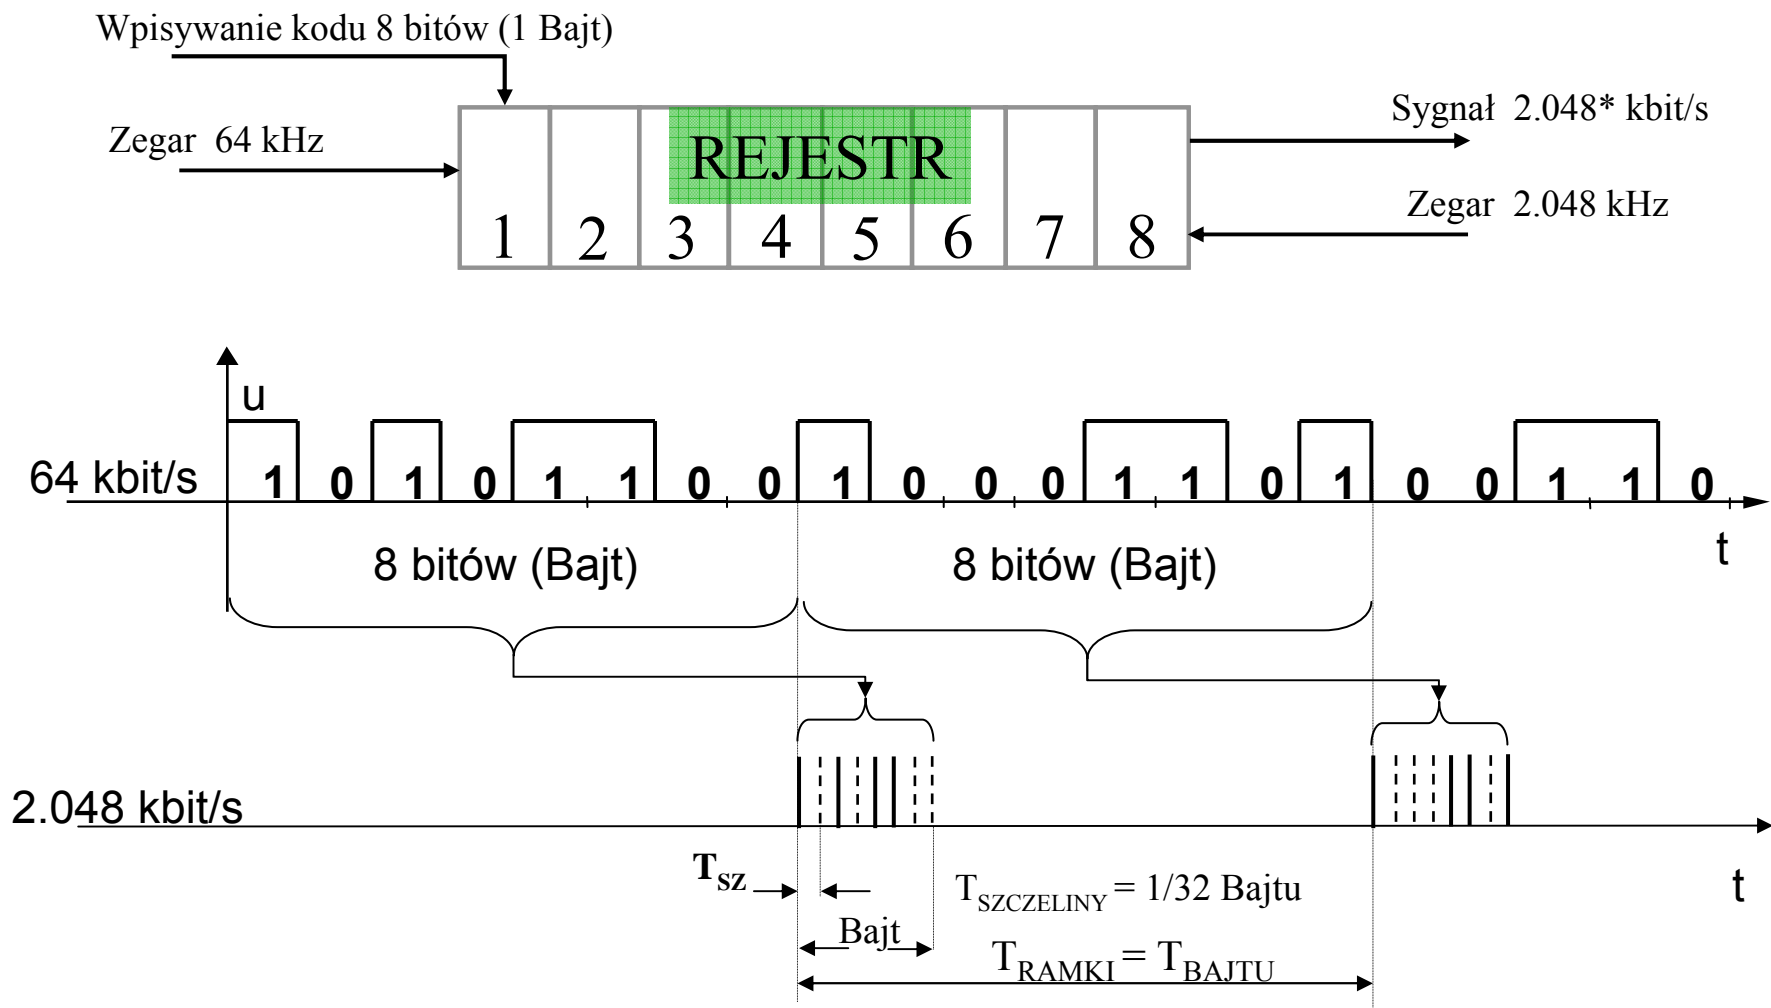 Wpisywanie kodu 8 bitów (1 Bajt)
Zegar 64 kHz
REJESTR
1 2 3 4 5 6 7 8
Sygnał 2.048* kbit/s
Zegar 2.048 kHz
u
64 kbit/s
1 0 1 0 1 1 0 0 1 0 0 0 1 1 0 1 0 0 1 1 0
t
8 bitów (Bajt) 8 bitów (Bajt)
2.048 kbit/s
t
TSZ
TSZCZELINY = 1/32 Bajtu
Bajt
TRAMKI = TBAJTU